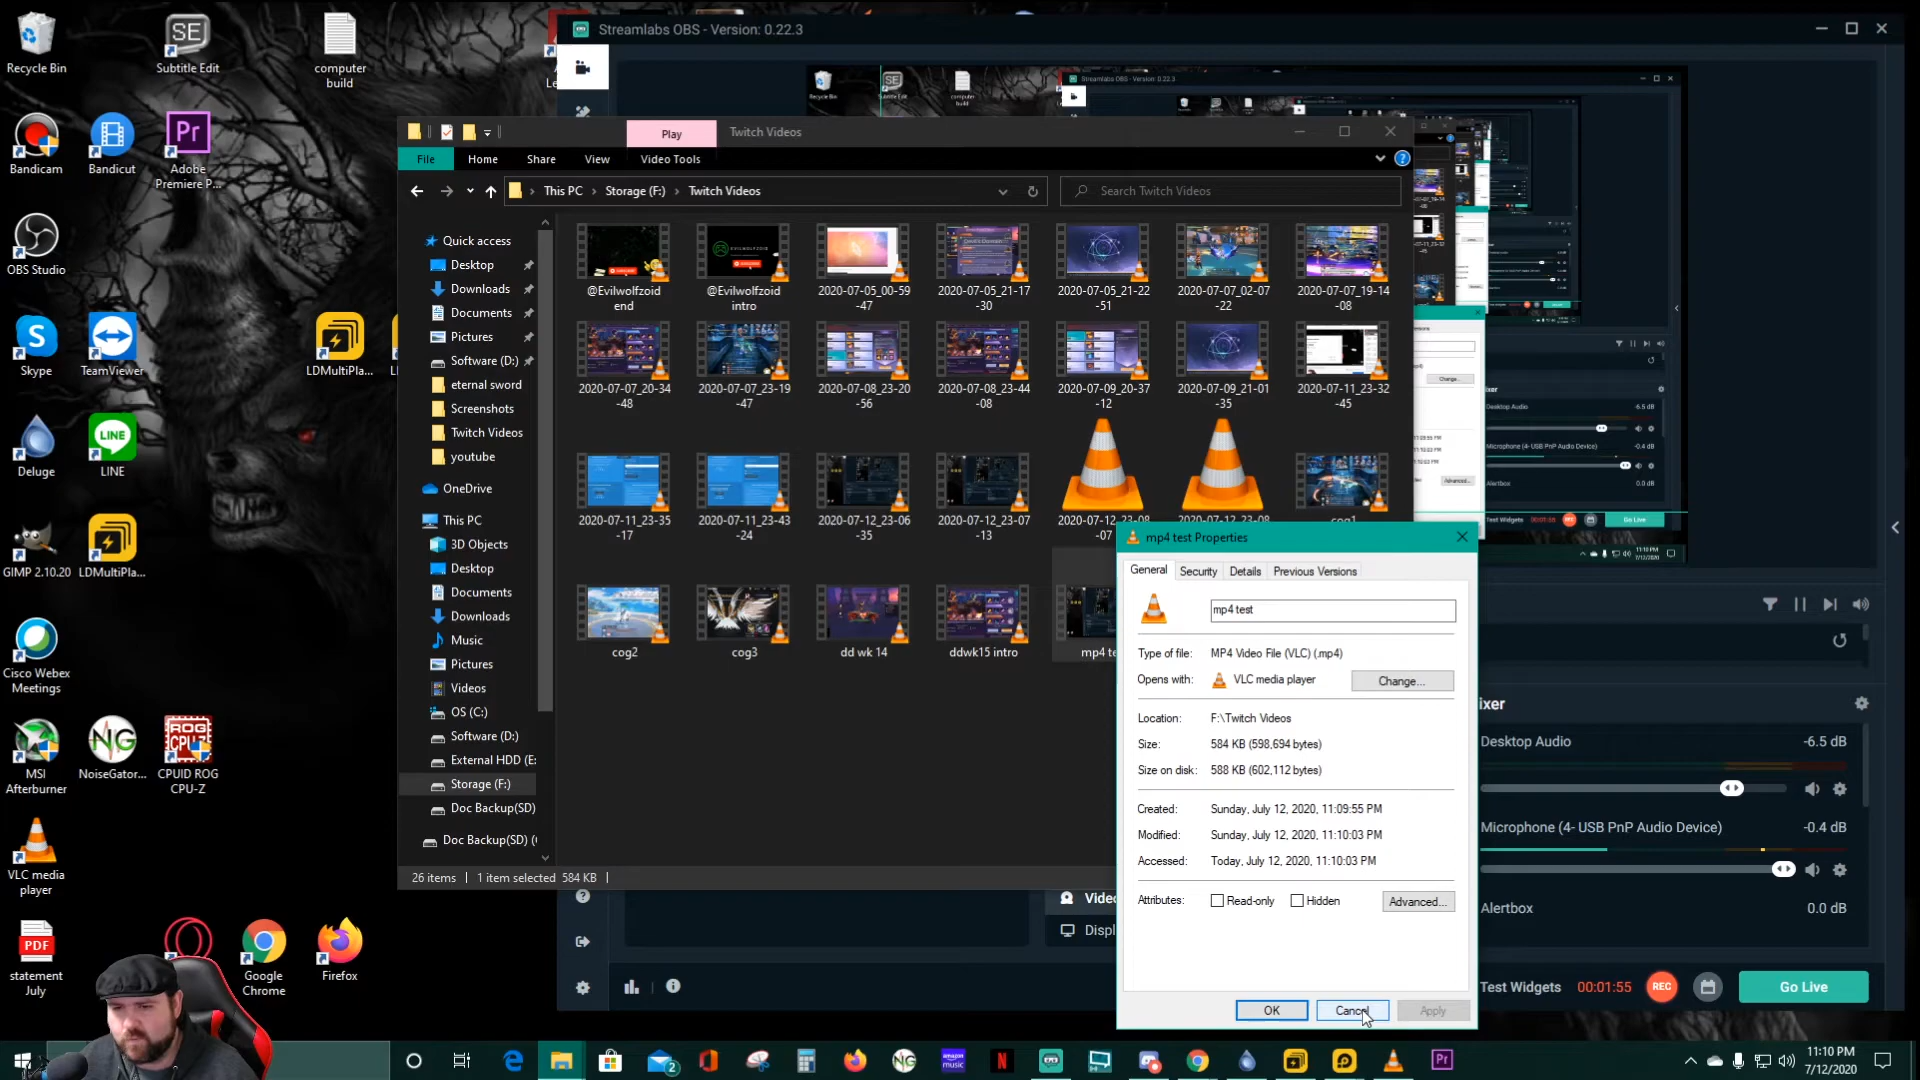 Recycle Bin
Subtitle Edit
computer
build
Streamlabs OBS - Version: 0.22.3
Bandicam
Bandicut
Adobe
Premiere P...
OBS Studio
Skype
TeamViewer
LDMultiPla...
Deluge
LINE
GIMP 2.10.20
LDMultiPla...
Cisco Webex
Meetings
MSI
Afterburner
NoiseGator...
CPUID ROG
CPU-Z
VLC media
player
statement
July
Google
Chrome
Firefox
Play
Twitch Videos
File
Home
Share
View
Video Tools
This PC
Storage (F:)
Twitch Videos
Search Twitch Videos
Quick access
Desktop
Downloads
Documents
Pictures
Software (D:)
eternal sword
Screenshots
Twitch Videos
youtube
OneDrive
This PC
3D Objects
Desktop
Documents
Downloads
Music
Pictures
Videos
OS (C:)
Software (D:)
External HDD (E:
Storage (F:)
Doc Backup(SD)
Doc Backup(SD) (
@Evilwolfzoid
end
@Evilwolfzoid
intro
2020-07-05_00-59
-47
2020-07-05_21-17
-30
2020-07-05_21-22
-51
2020-07-07_02-07
-22
2020-07-07_19-14
-08
2020-07-07_20-34
-48
2020-07-07_23-19
-47
2020-07-08_23-20
-56
2020-07-08_23-44
-08
2020-07-09_20-37
-12
2020-07-09_21-01
-35
2020-07-11_23-32
-45
2020-07-11_23-35
-17
2020-07-11_23-43
-24
2020-07-12_23-06
-35
2020-07-12_23-07
-13
2020-07-12_23-08
-07
2020-07-12_23-08
cog1
cog2
cog3
dd wk 14
ddwk15 intro
mp4 te
26 items
1 item selected 584 KB
mp4 test Properties
General
Security
Details
Previous Versions
mp4 test
Type of file: MP4 Video File (VLC) (.mp4)
Opens with: VLC media player
Change...
Location: F:\Twitch Videos
Size: 584 KB (598,694 bytes)
Size on disk: 588 KB (602,112 bytes)
Created: Sunday, July 12, 2020, 11:09:55 PM
Modified: Sunday, July 12, 2020, 11:10:03 PM
Accessed: Today, July 12, 2020, 11:10:03 PM
Attributes:
Read-only
Hidden
Advanced...
OK
Cancel
Apply
Vide
Displ
ixer
Desktop Audio -6.5 dB
Microphone (4- USB PnP Audio Device) -0.4 dB
Alertbox 0.0 dB
Test Widgets
00:01:55
REC
Go Live
11:10 PM
7/12/2020